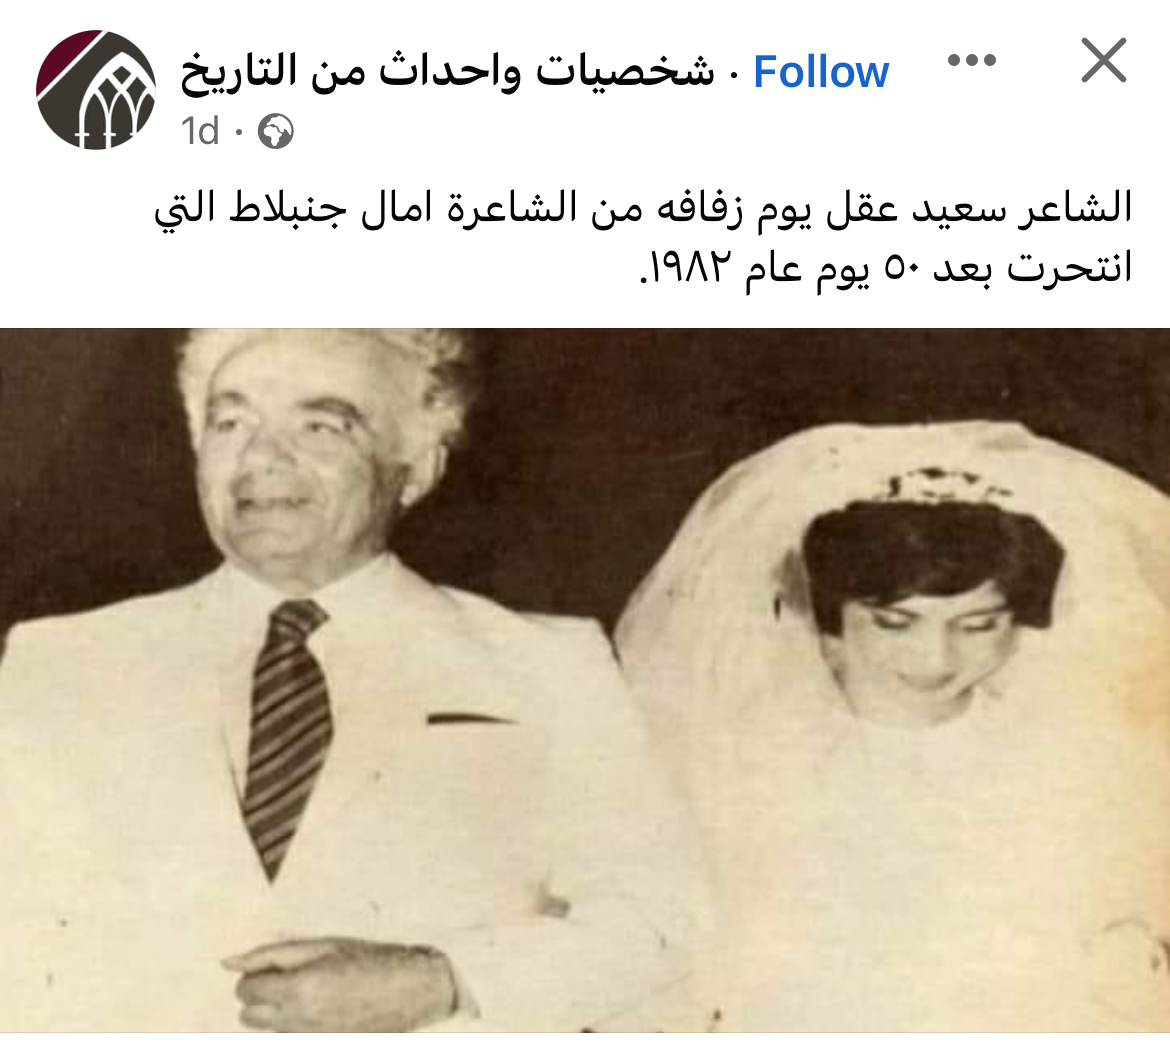 شخصيات واحداث من التاريخ · Follow
1d ·
الشاعر سعيد عقل يوم زفافه من الشاعرة امال جنبلاط التي
انتحرت بعد ٥٠ يوم عام ١٩٨٢.